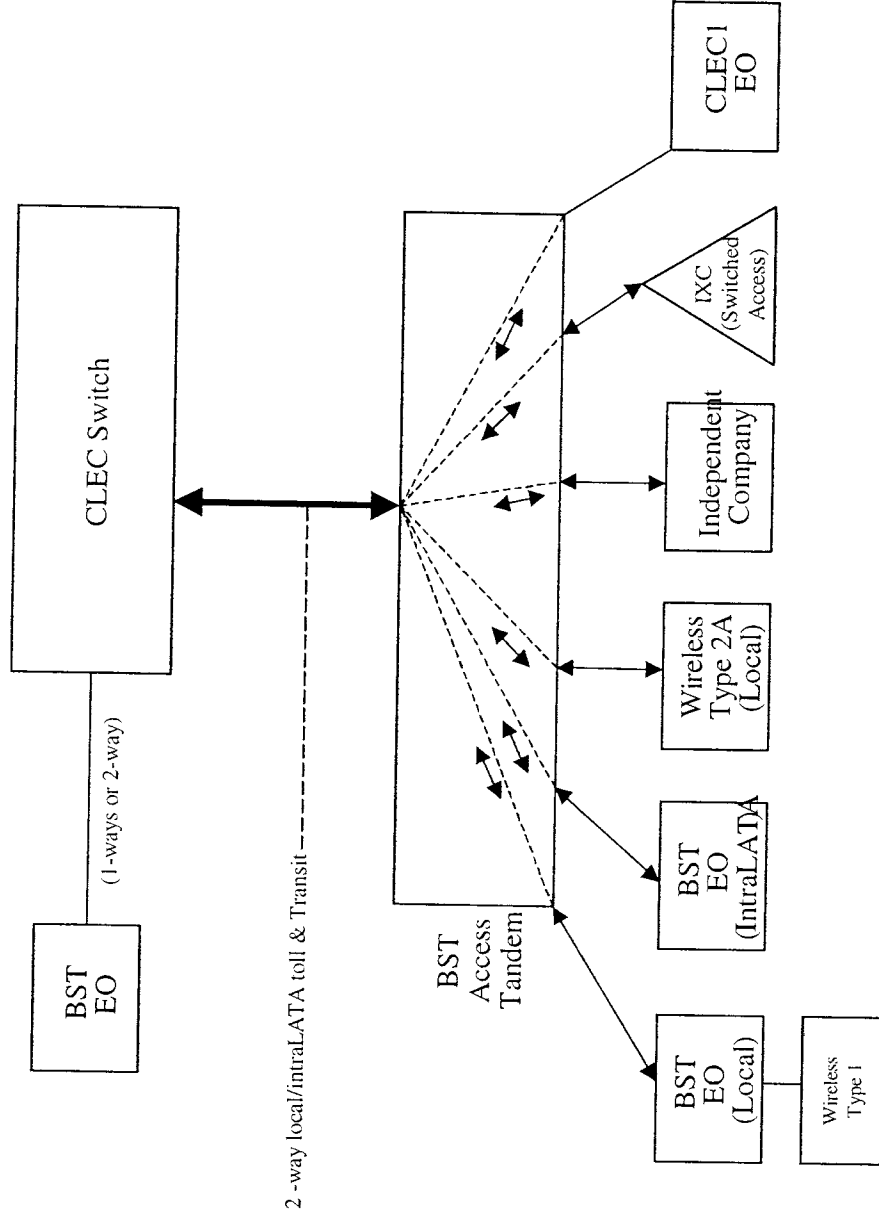 CLEC Switch
BST
EO
(1-ways or 2-way)
2 -way local/intraLATA toll & Transit
BST
Access
Tandem
BST
EO
(Local)
Wireless
Type 1
BST
EO
(IntraLATA)
Wireless
Type 2A
(Local)
Independent
Company
IXC
(Switched
Access)
CLEC1
EO